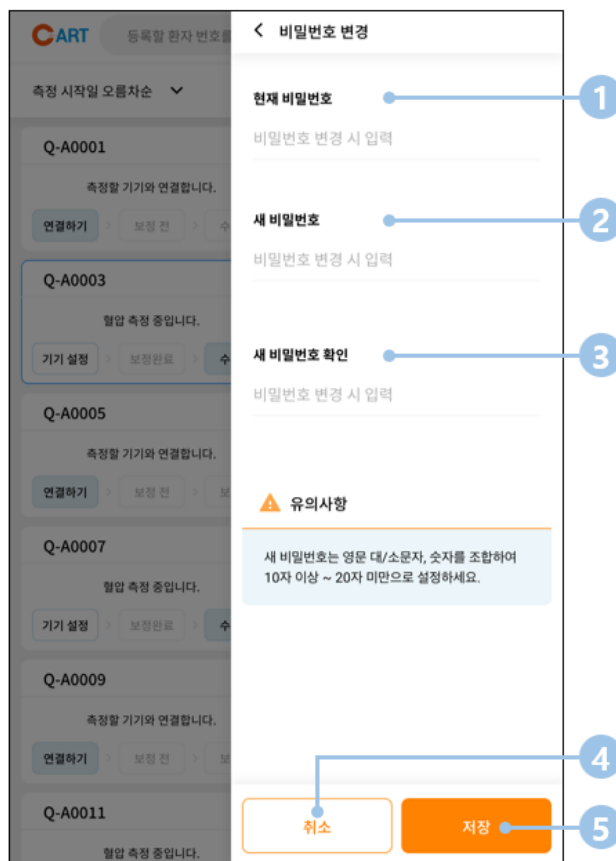 CART
등록할 환자 번호를
측정 시작일 오름차순
Q-A0001
측정할 기기와 연결합니다.
연결하기 > 보정 전 > 수
Q-A0003
혈압 측정 중입니다.
기기 설정 > 보정완료 > 수
Q-A0005
측정할 기기와 연결합니다.
연결하기 > 보정 전 > 보
Q-A0007
혈압 측정 중입니다.
기기 설정 > 보정완료 > 수
Q-A0009
측정할 기기와 연결합니다.
연결하기 > 보정 전 > 보
Q-A0011
혈압 측정 중입니다.
비밀번호 변경
현재 비밀번호
1
비밀번호 변경 시 입력
새 비밀번호
2
비밀번호 변경 시 입력
새 비밀번호 확인
3
비밀번호 변경 시 입력
유의사항
새 비밀번호는 영문 대/소문자, 숫자를 조합하여
10자 이상 ~ 20자 미만으로 설정하세요.
4
취소
저장
5